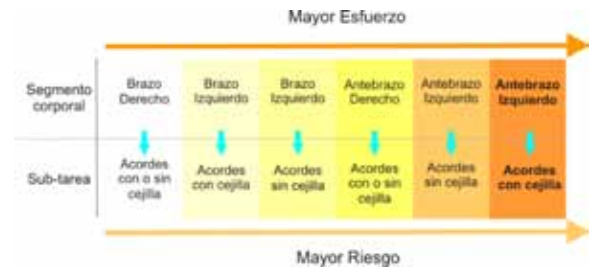 Mayor Esfuerzo
Segmento
corporal
Brazo
Derecho
Brazo
Izquierdo
Brazo
Izquierdo
Antebrazo
Derecho
Antebrazo
Izquierdo
Antebrazo
Izquierdo
Sub-tarea
Acordes
con o sin
cejilla
Acordes
con cejilla
Acordes
sin cejilla
Acordes
con o sin
cejilla
Acordes
sin cejilla
Acordes
con cejilla
Mayor Riesgo